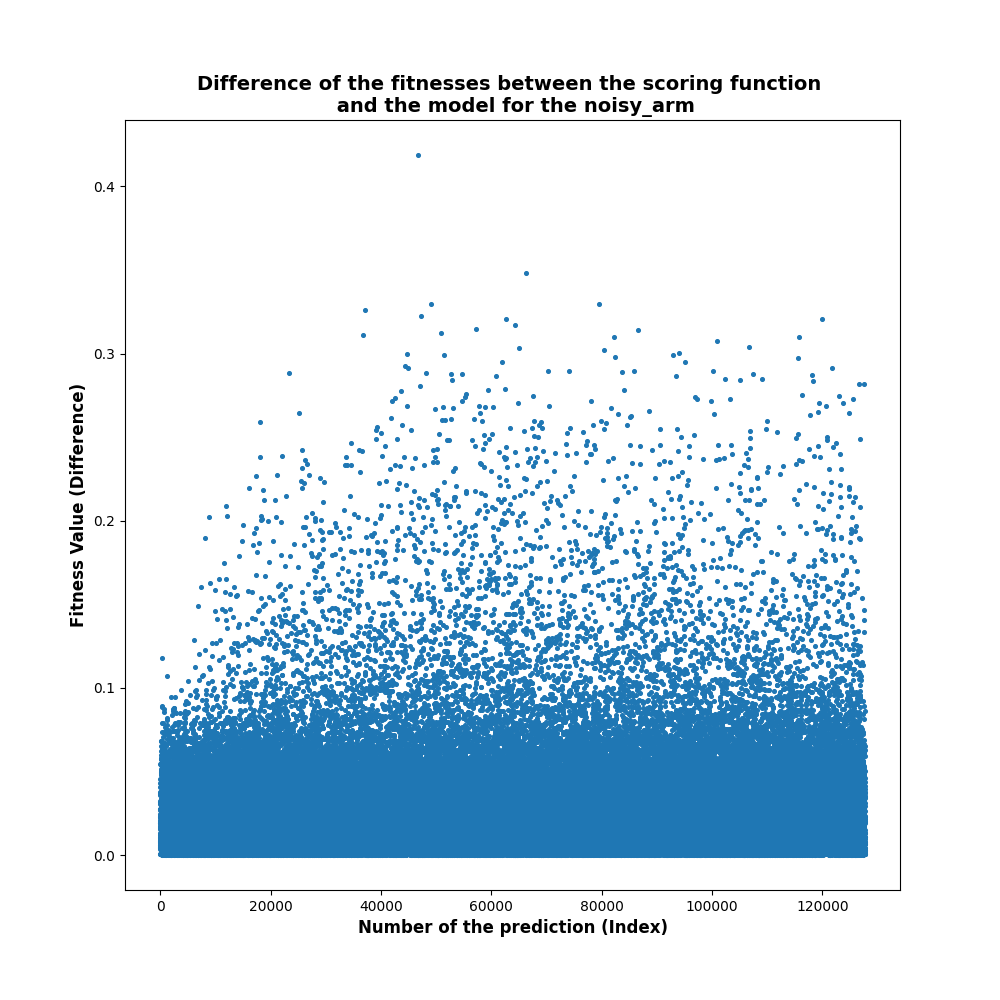 Difference of the fitnesses between the scoring function
and the model for the noisy_arm
0.4
0.3
0.2
0.1
0.0
Fitness Value (Difference)
0 20000 40000 60000 80000 100000 120000
Number of the prediction (Index)